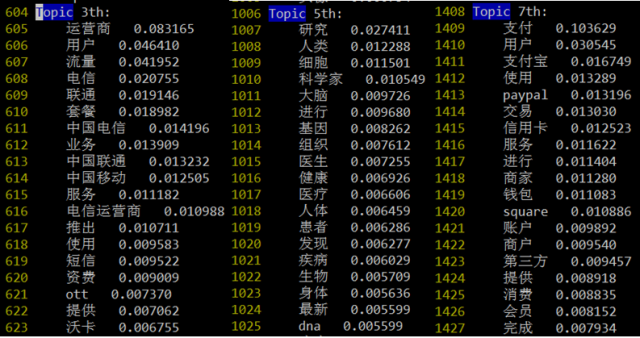 604 Topic 3th:
605 运营商 0.083165
606 用户 0.046410
607 流量 0.041952
608 电信 0.020755
609 联通 0.019146
610 套餐 0.018982
611 中国电信 0.014196
612 业务 0.013909
613 中国联通 0.013232
614 中国移动 0.012505
615 服务 0.011182
616 电信运营商 0.010988
617 推出 0.010711
618 使用 0.009583
619 短信 0.009522
620 资费 0.009009
621 ott 0.007370
622 提供 0.007062
623 沃卡 0.006755
1006 Topic 5th:
1007 研究 0.027411
1008 人类 0.012288
1009 细胞 0.011501
1010 科学家 0.010549
1011 大脑 0.009726
1012 进行 0.009680
1013 基因 0.008262
1014 组织 0.007612
1015 医生 0.007255
1016 健康 0.006926
1017 医疗 0.006606
1018 人体 0.006459
1019 患者 0.006286
1020 发现 0.006277
1021 疾病 0.006029
1022 生物 0.005709
1023 身体 0.005636
1024 最新 0.005599
1025 dna 0.005599
1408 Topic 7th:
1409 支付 0.103629
1410 用户 0.030545
1411 支付宝 0.016749
1412 使用 0.013289
1413 paypal 0.013196
1414 交易 0.013030
1415 信用卡 0.012523
1416 服务 0.011622
1417 进行 0.011404
1418 商家 0.011280
1419 钱包 0.011083
1420 square 0.010886
1421 账户 0.009892
1422 商户 0.009540
1423 第三方 0.009457
1424 提供 0.008918
1425 消费 0.008835
1426 会员 0.008152
1427 完成 0.007934